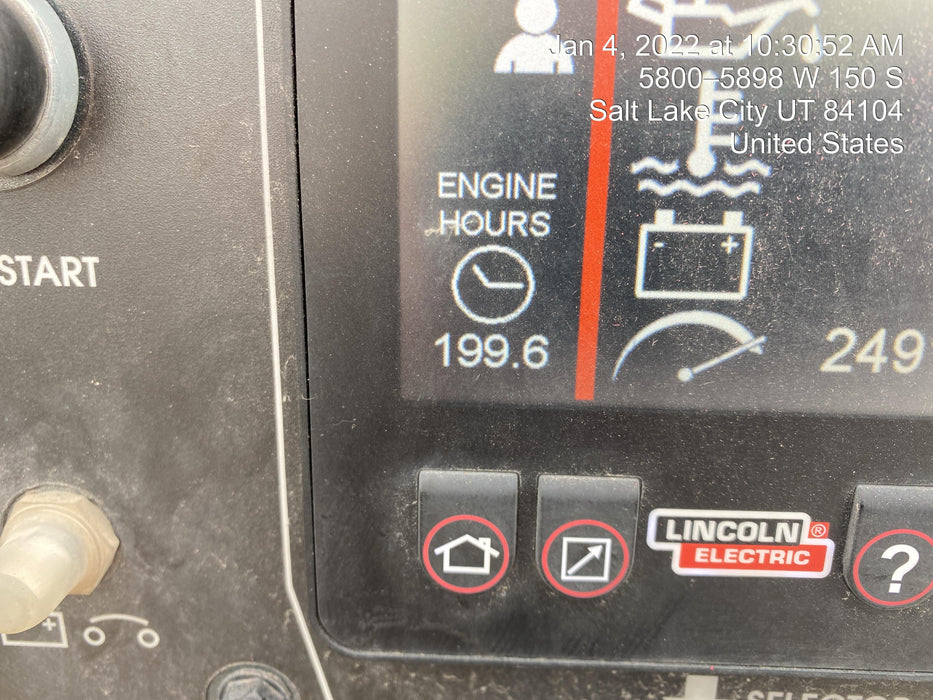 Jan 4, 2022 at 10:30:52 AM
5800–5898 W 150 S
Salt Lake City UT 84104
United States
ENGINE
HOURS
START
- +
199.6
249
LINCOLN ®
ELECTRIC
?
+
SELECT